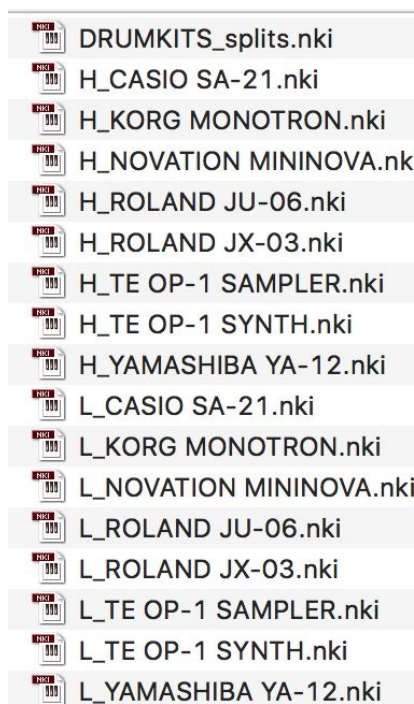 DRUMKITS_splits.nki
H_CASIO SA-21.nki
H_KORG MONOTRON.nki
H_NOVATION MININOVA.nk
H_ROLAND JU-06.nki
H_ROLAND JX-03.nki
H_TE OP-1 SAMPLER.nki
H_TE OP-1 SYNTH.nki
H_YAMASHIBA YA-12.nki
L_CASIO SA-21.nki
L_KORG MONOTRON.nki
L_NOVATION MININOVA.nki
L_ROLAND JU-06.nki
L_ROLAND JX-03.nki
L_TE OP-1 SAMPLER.nki
L_TE OP-1 SYNTH.nki
L_YAMASHIBA YA-12.nki